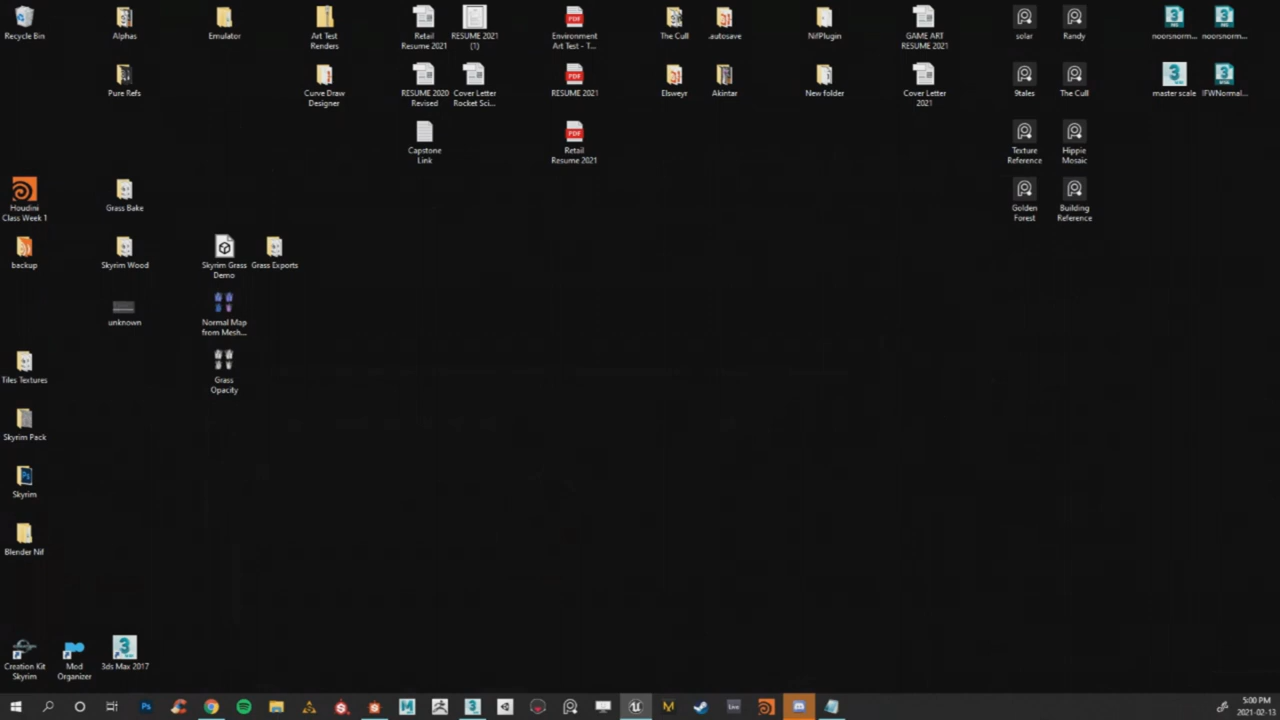 Recycle Bin
Alphas
Emulator
Art Test
Renders
Retail
Resume 2021
RESUME 2021
(1)
Environment
Art Test - T...
The Cull
.autosave
NifPlugin
GAME ART
RESUME 2021
solar
Randy
noorsnorm...
noorsnorm...
Pure Refs
Curve Draw
Designer
RESUME 2020
Revised
Cover Letter
Rocket Sci...
RESUME 2021
Elsweyr
Akintar
New folder
Cover Letter
2021
9tales
The Cull
master scale
IFWNormal...
Capstone
Link
Retail
Resume 2021
Texture
Reference
Hippie
Mosaic
Houdini
Class Week 1
Grass Bake
Golden
Forest
Building
Reference
backup
Skyrim Wood
Skyrim Grass
Demo
Grass Exports
unknown
Normal Map
from Mesh...
Tiles Textures
Grass
Opacity
Skyrim Pack
Skyrim
Blender Nif
Creation Kit
Skyrim
Mod
Organizer
3ds Max 2017
5:00 PM
2021-02-13